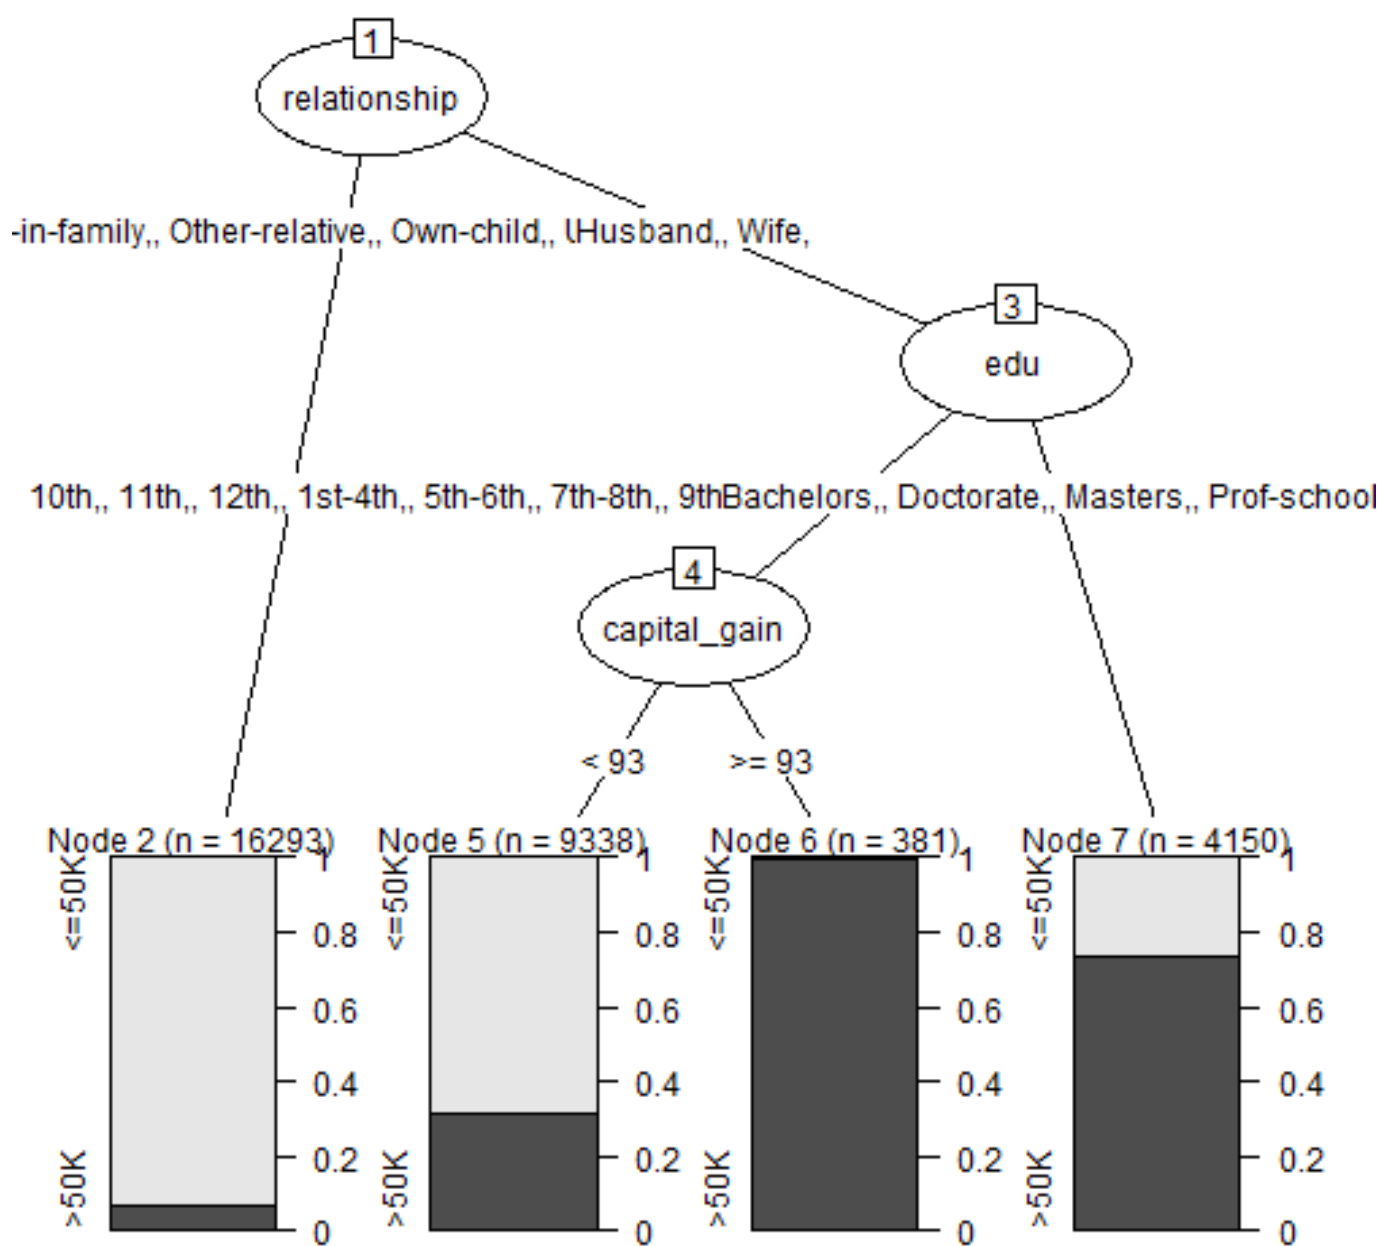 1
relationship
-in-family,, Other-relative,, Own-child,, Husband,, Wife,
3
edu
10th,, 11th,, 12th,, 1st-4th,, 5th-6th,, 7th-8th,, 9thBachelors,, Doctorate,, Masters,, Prof-school
4
capital_gain
< 93 >= 93
Node 2 (n = 16293) Node 5 (n = 9338) Node 6 (n = 381) Node 7 (n = 4150)
<=50K 1 <=50K 1 <=50K 1 <=50K 1
0.8 0.8 0.8 0.8
0.6 0.6 0.6 0.6
0.4 0.4 0.4 0.4
>50K 0.2 >50K 0.2 >50K 0.2 >50K 0.2
0 0 0 0